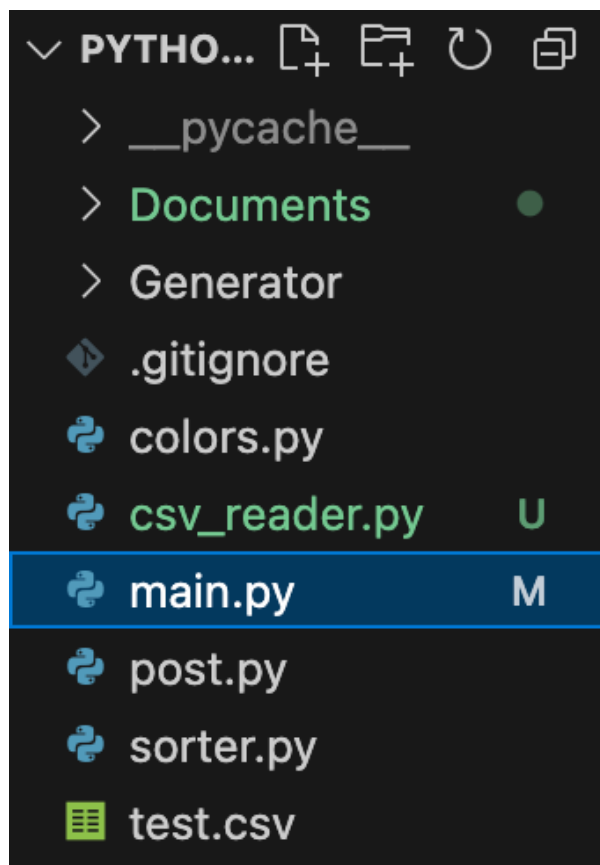 PYTHO...
__pycache__
Documents
Generator
.gitignore
colors.py
csv_reader.py U
main.py M
post.py
sorter.py
test.csv